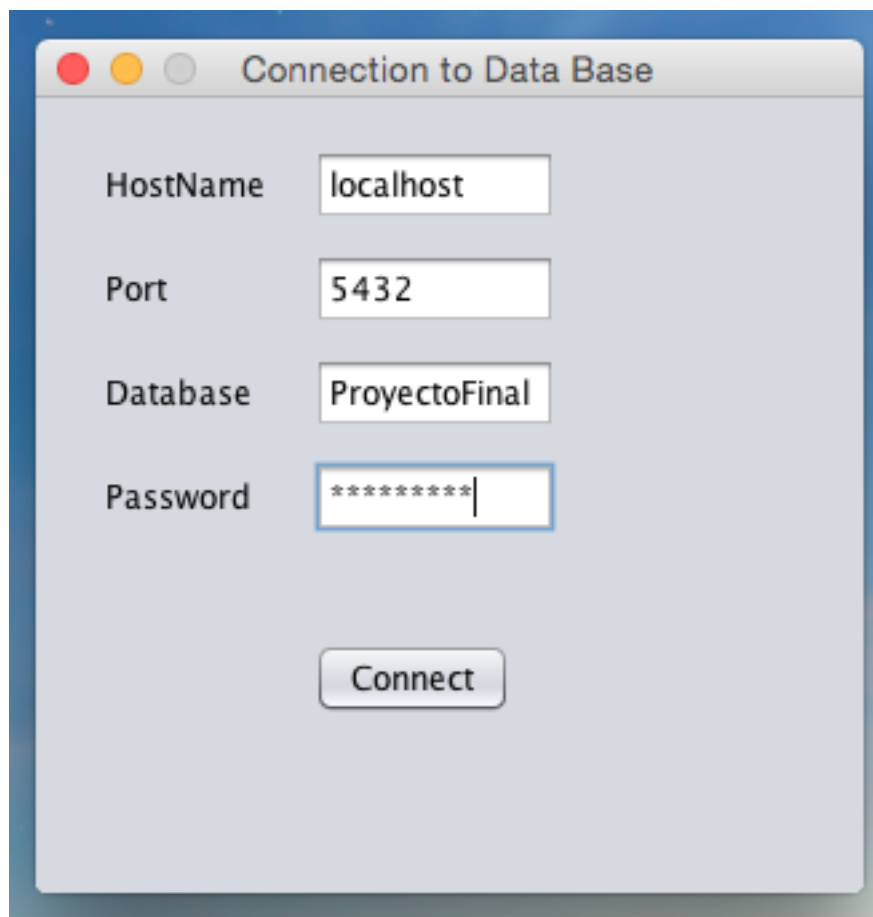 Connection to Data Base
HostName localhost
Port 5432
Database ProyectoFinal
Password *********
Connect